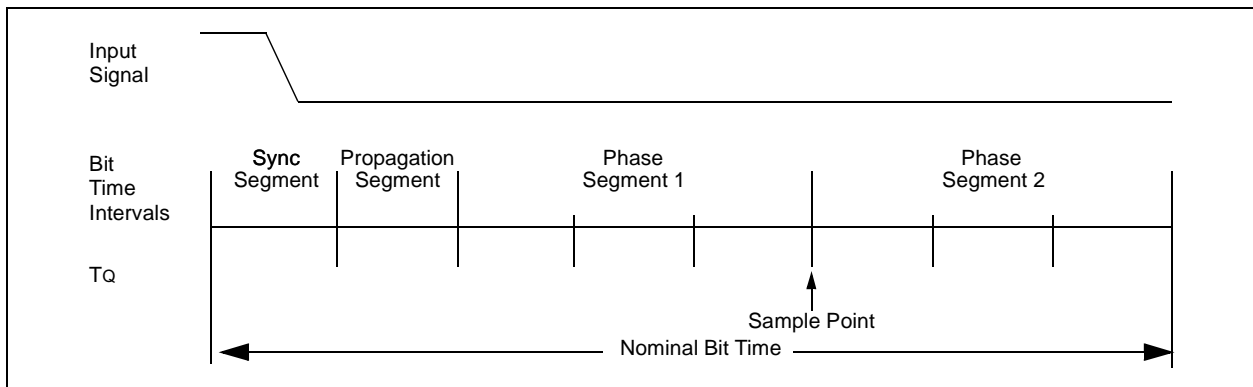 Input
Signal
Bit
Time
Intervals
Sync
Segment
Propagation
Segment
Phase
Segment 1
Phase
Segment 2
TQ
Sample Point
Nominal Bit Time